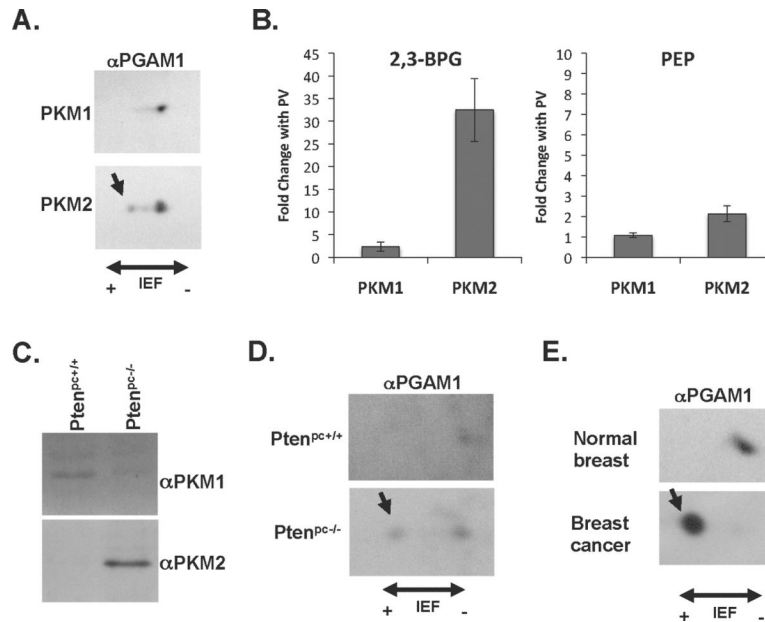 A.
αPGAM1
PKM1
PKM2
+ IEF -
B.
2,3-BPG
Fold Change with PV
45
40
35
30
25
20
15
10
5
0
PKM1 PKM2
PEP
Fold Change with PV
10
9
8
7
6
5
4
3
2
1
0
PKM1 PKM2
C.
Ptenpc+/+
Ptenpc-/-
αPKM1
αPKM2
D.
αPGAM1
Ptenpc+/+
Ptenpc-/-
+ IEF -
E.
αPGAM1
Normal
breast
Breast
cancer
+ IEF -